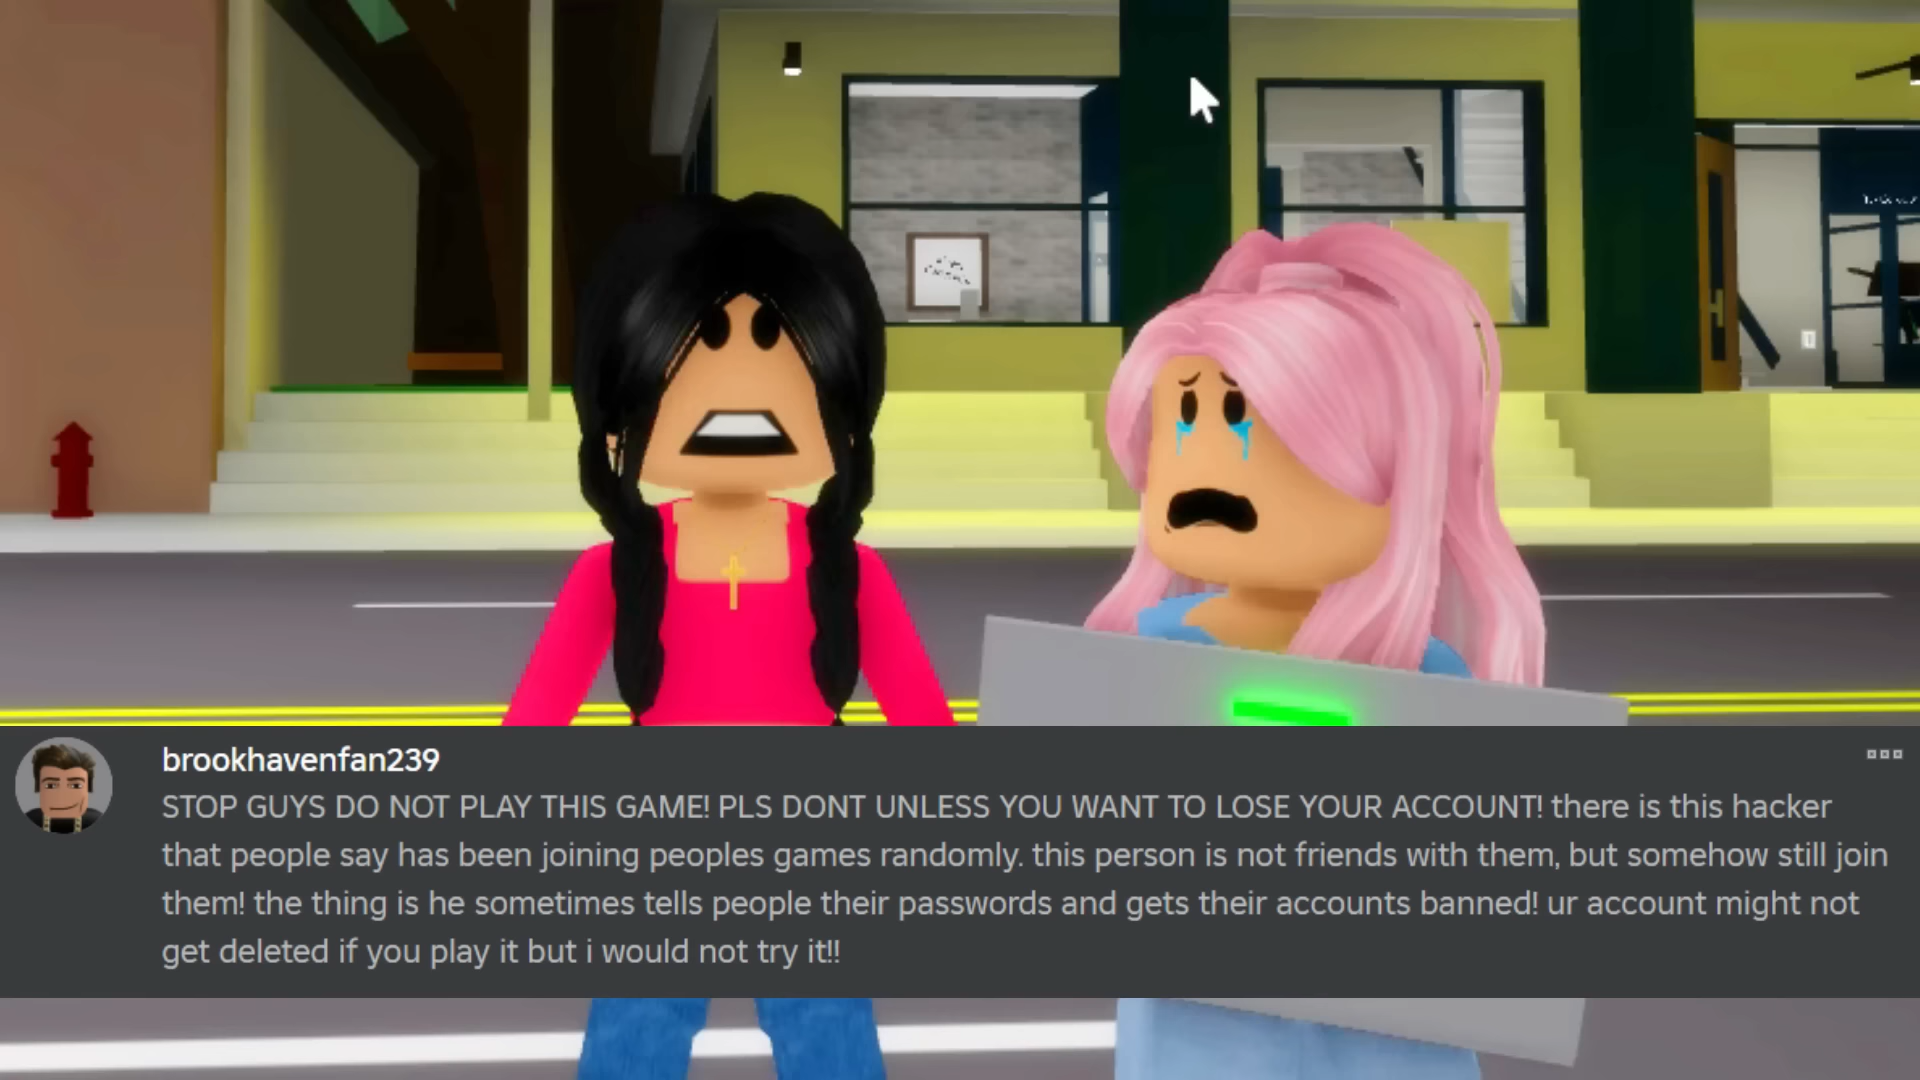 brookhavenfan239
STOP GUYS DO NOT PLAY THIS GAME! PLS DONT UNLESS YOU WANT TO LOSE YOUR ACCOUNT! there is this hacker
that people say has been joining peoples games randomly. this person is not friends with them, but somehow still join
them! the thing is he sometimes tells people their passwords and gets their accounts banned! ur account might not
get deleted if you play it but i would not try it!!